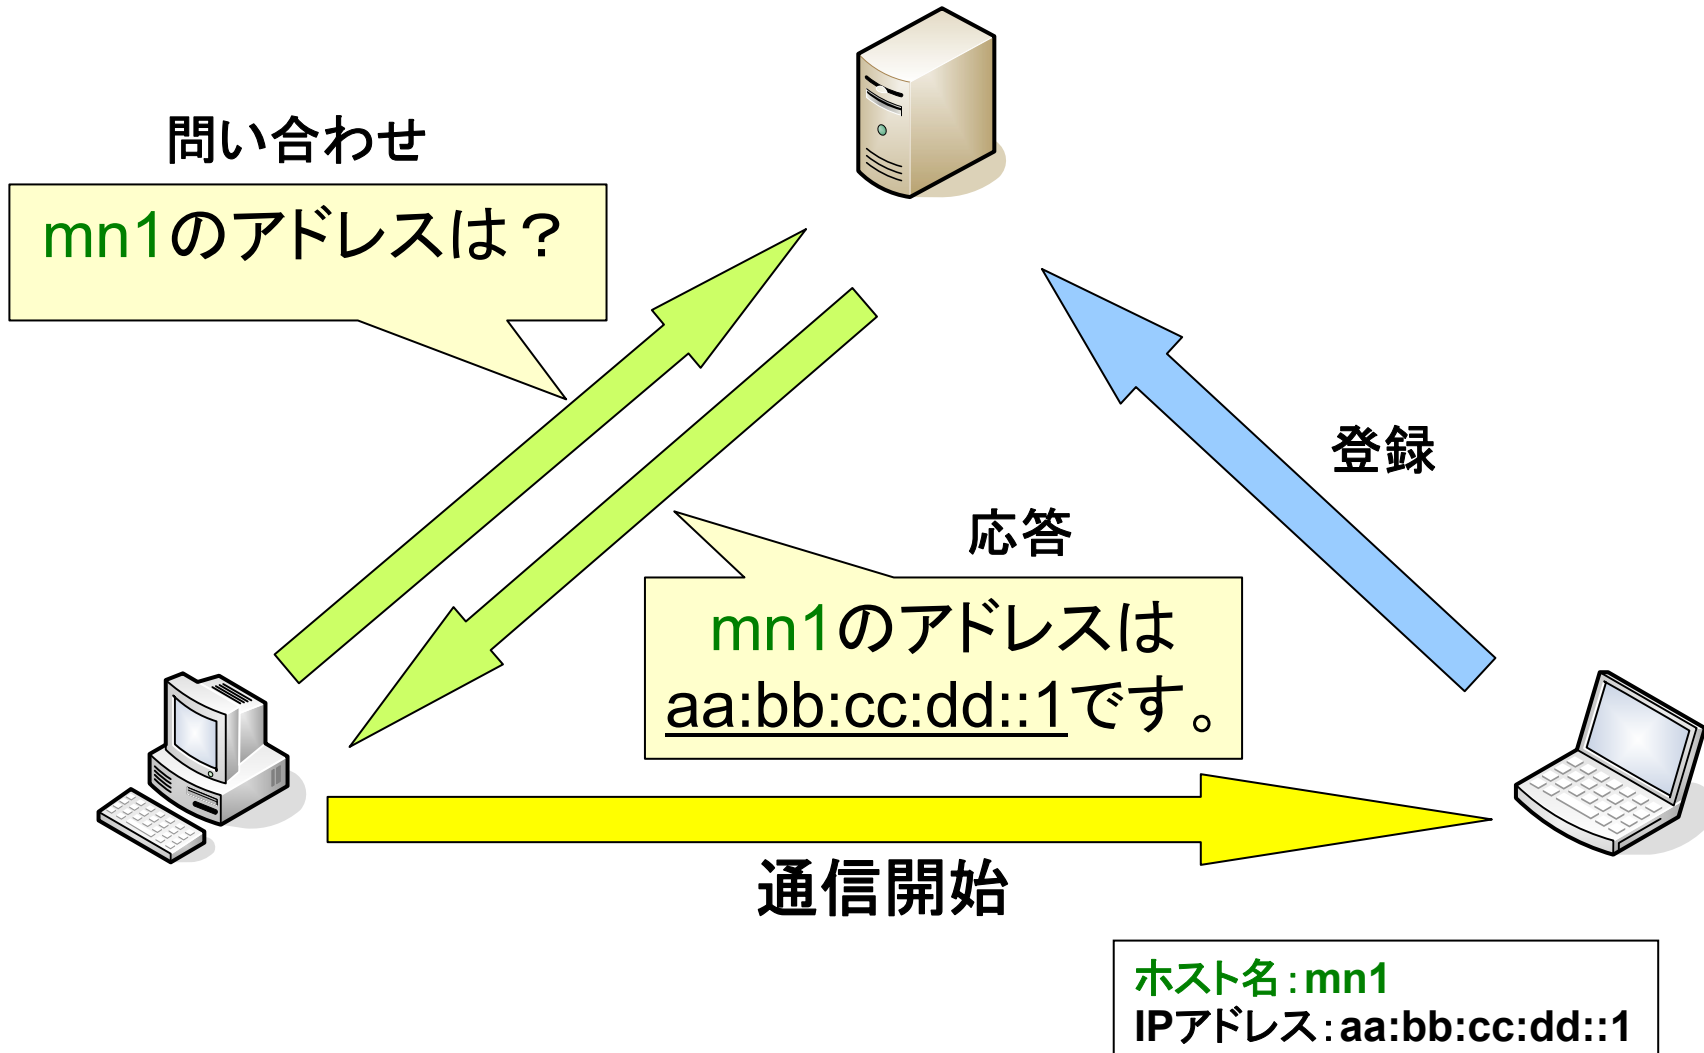 問い合わせ
mn1のアドレスは？
登録
応答
mn1のアドレスは
aa:bb:cc:dd::1です。
通信開始
ホスト名：mn1
IPアドレス：aa:bb:cc:dd::1